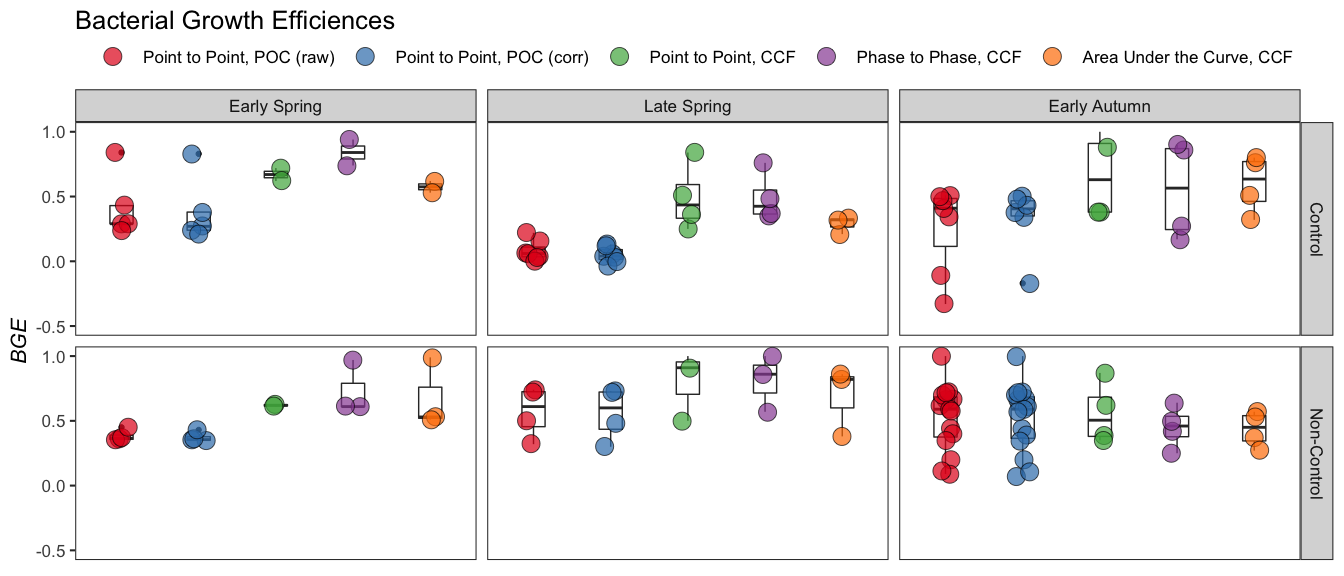 Bacterial Growth Efficiences
Point to Point, POC (raw) Point to Point, POC (corr) Point to Point, CCF Phase to Phase, CCF Area Under the Curve, CCF
Early Spring Late Spring Early Autumn
1.0
0.5
0.0
-0.5
Control
BGE
1.0
0.5
0.0
-0.5
Non-Control